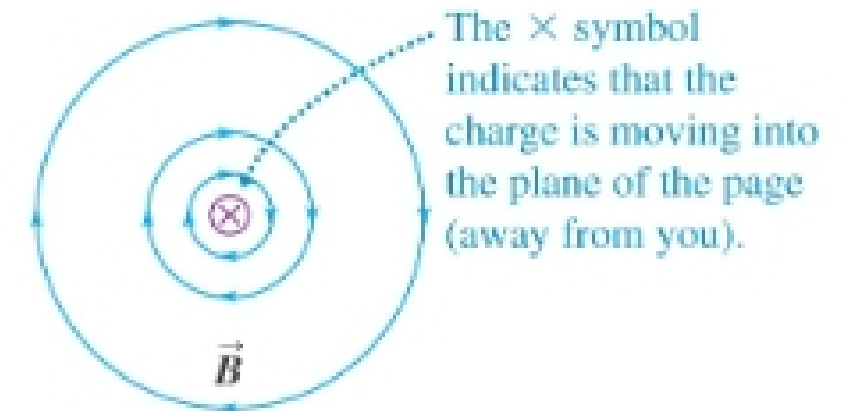 The × symbol
indicates that the
charge is moving into
the plane of the page
(away from you).
B⃗